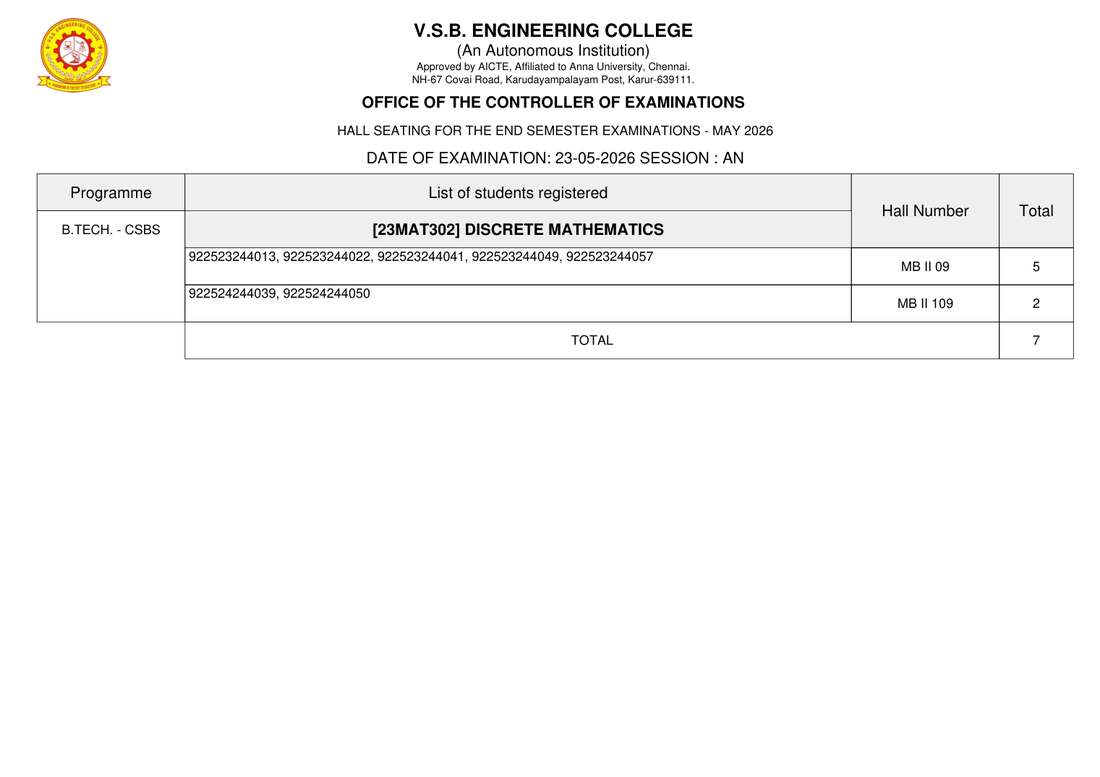 V.S.B. ENGINEERING COLLEGE
(An Autonomous Institution)
Approved by AICTE, Affiliated to Anna University, Chennai.
NH-67 Covai Road, Karudayampalayam Post, Karur-639111.
OFFICE OF THE CONTROLLER OF EXAMINATIONS
HALL SEATING FOR THE END SEMESTER EXAMINATIONS - MAY 2026
DATE OF EXAMINATION: 23-05-2026 SESSION : AN
Programme List of students registered Hall Number Total
B.TECH. - CSBS [23MAT302] DISCRETE MATHEMATICS
922523244013, 922523244022, 922523244041, 922523244049, 922523244057 MB II 09 5
922524244039, 922524244050 MB II 109 2
TOTAL 7